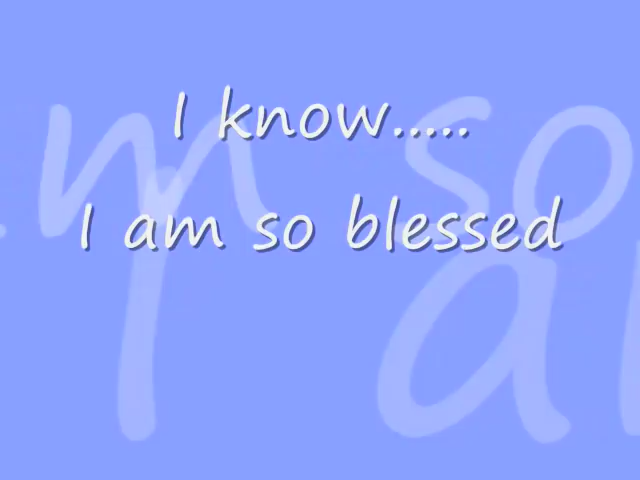 I know.....
I am so blessed